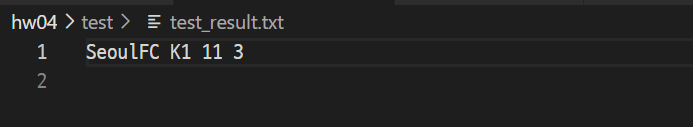 hw04 > test > test_result.txt
1 SeoulFC K1 11 3
2